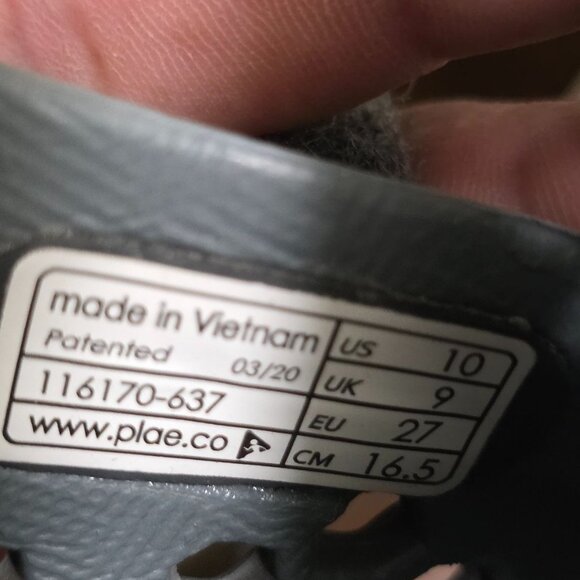 made in Vietnam
Patented 03/20
116170-637
www.plae.co
US 10
UK 9
EU 27
CM 16.5